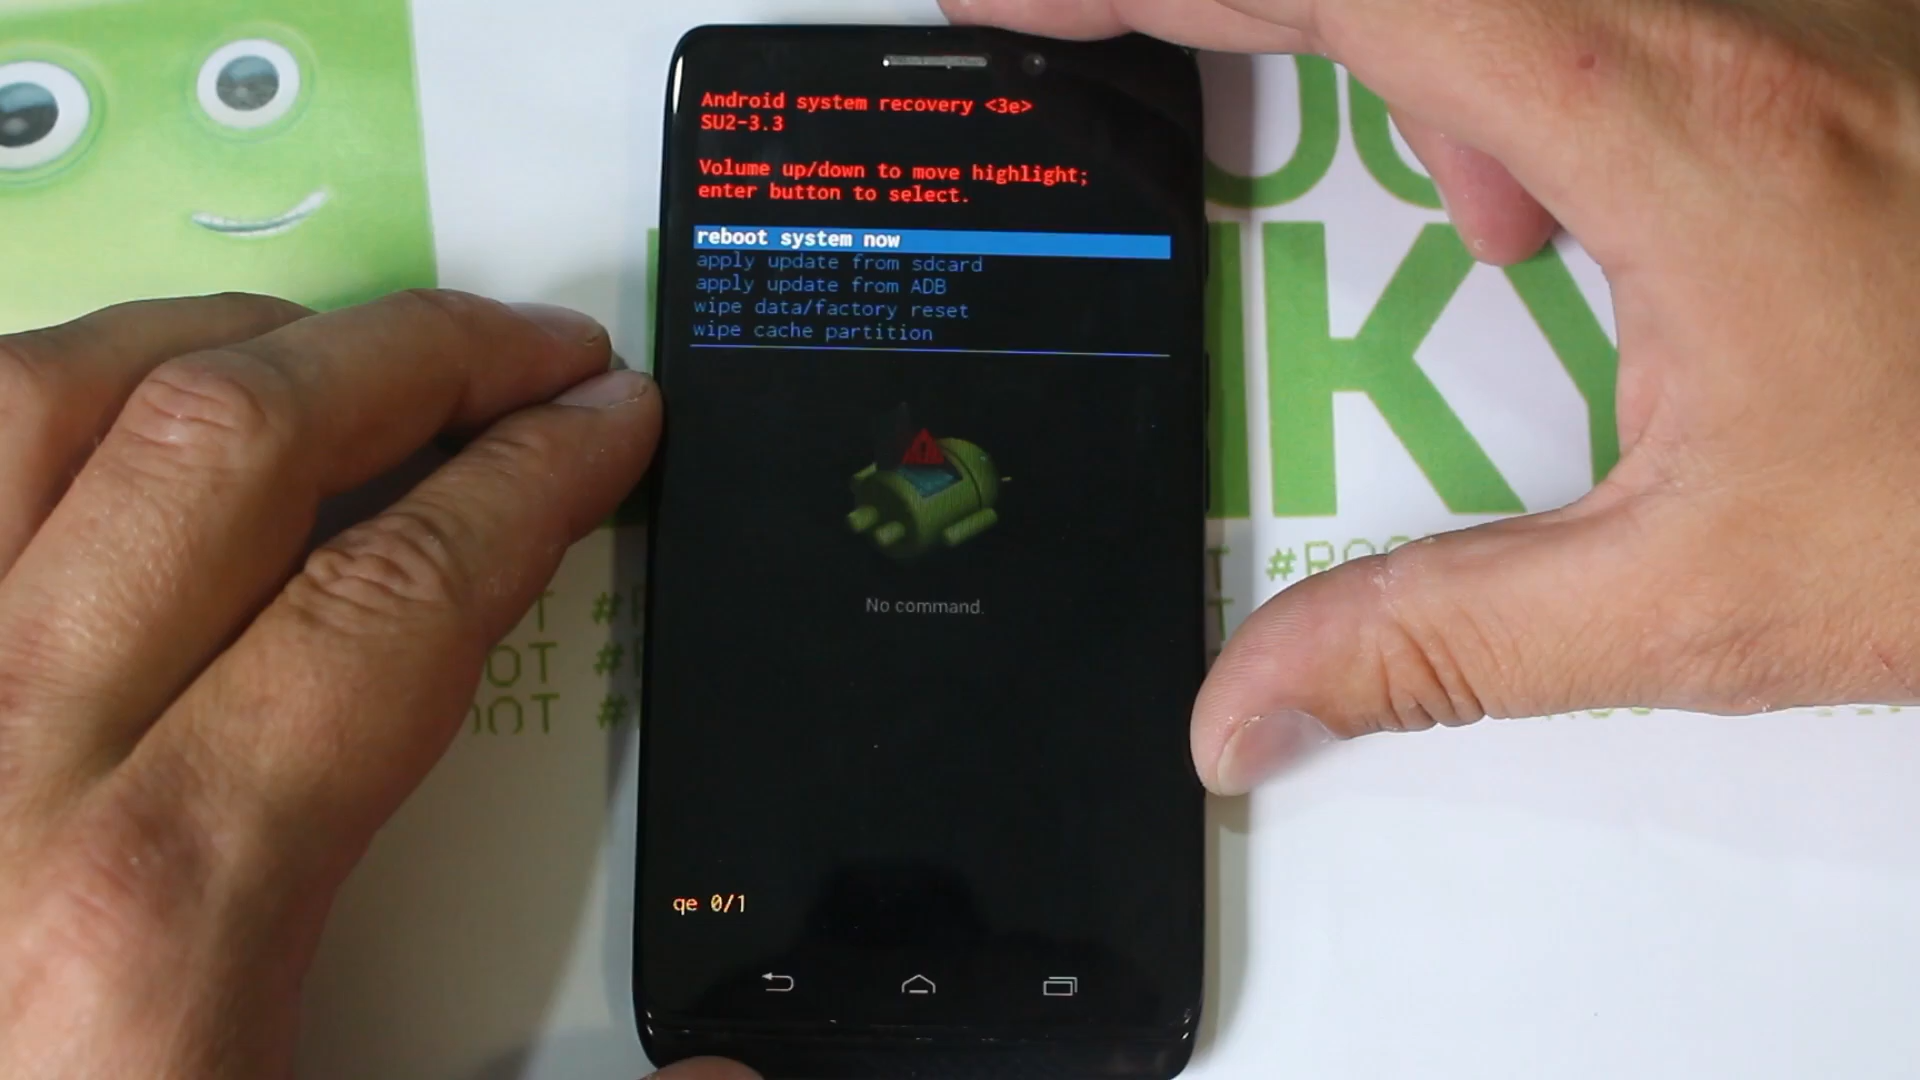 Android system recovery <3e>
SU2-3.3
Volume up/down to move highlight;
enter button to select.
reboot system now
apply update from sdcard
apply update from ADB
wipe data/factory reset
wipe cache partition
No command.
qe 0/1